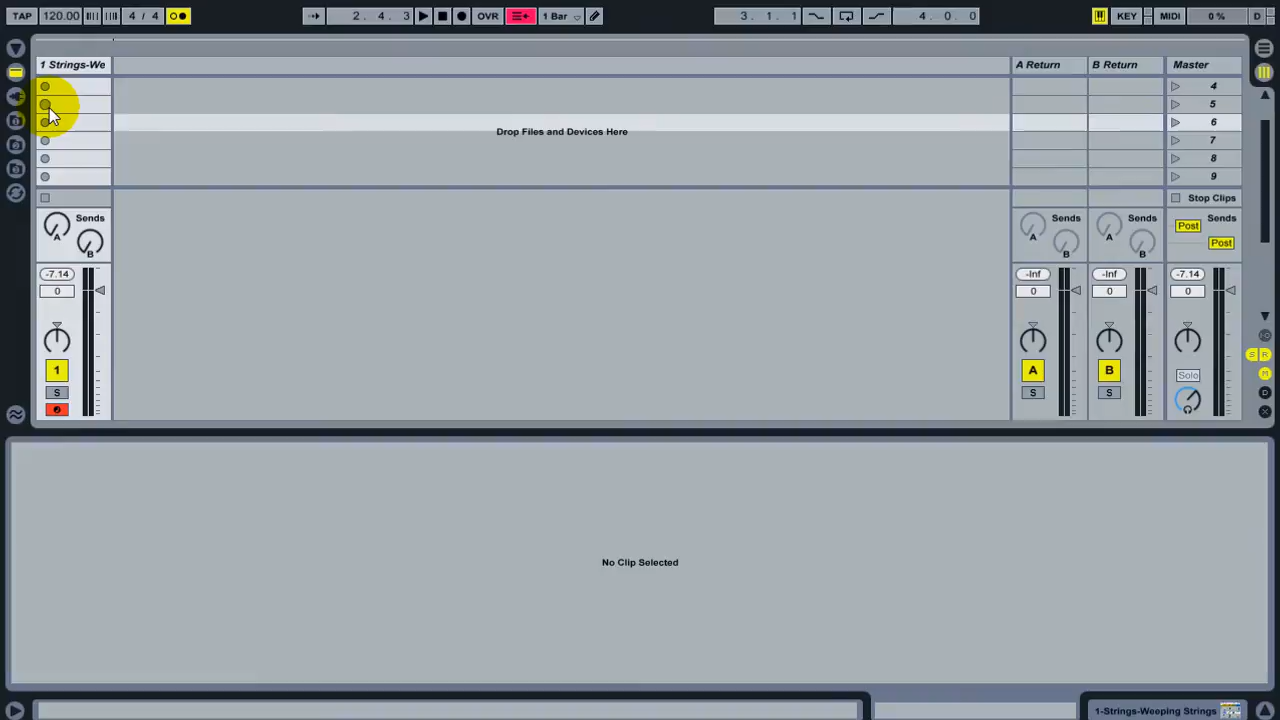 TAP 120.00 4 / 4 2. 4. 3 OVR 1 Bar 3. 1. 1 4. 0. 0 KEY MIDI 0 % D
1 Strings-We A Return B Return Master
4
5
Drop Files and Devices Here 6
7
8
9
Stop Clips
Sends Sends Sends Post Sends
A B A B A B Post
-7.14 -Inf -Inf -7.14
0 0 0 0
S R
1 A B Solo M
S S S D
No Clip Selected
1-Strings-Weeping Strings